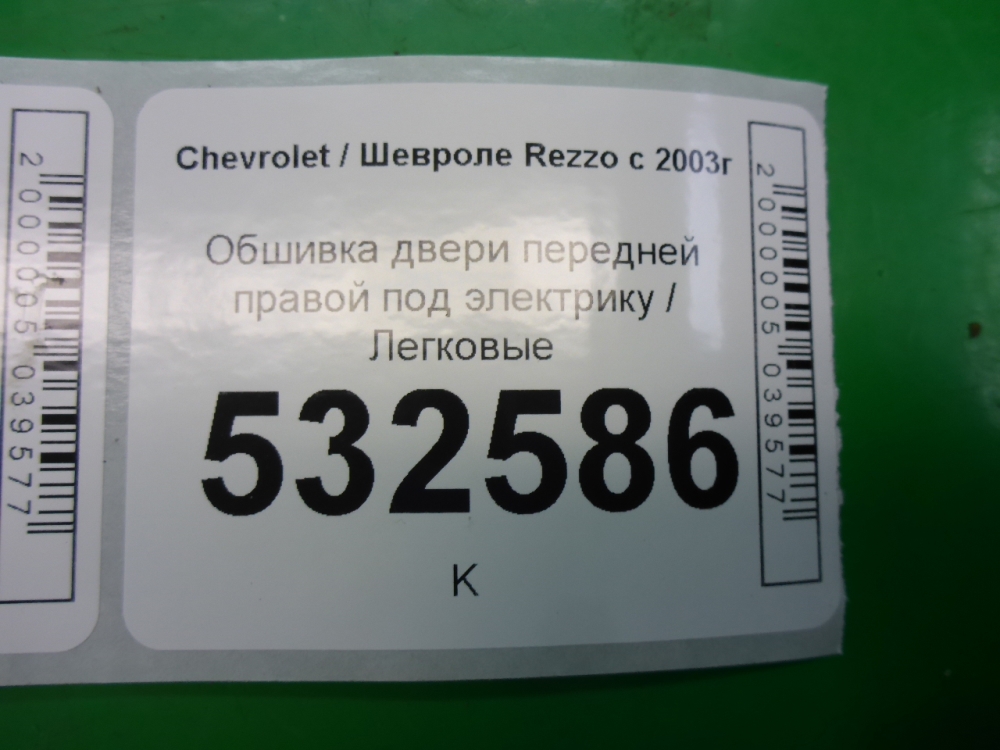 2000005039577
Chevrolet / Шевроле Rezzo с 2003г
Обшивка двери передней
правой под электрику /
Легковые
532586
К
2000005039577